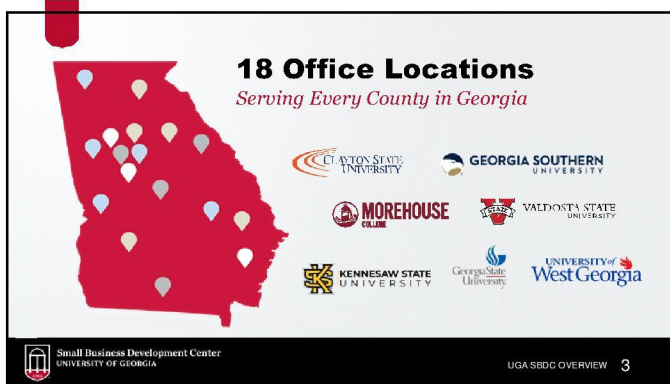 18 Office Locations
Serving Every County in Georgia
CLAYTON STATE
UNIVERSITY
GEORGIA SOUTHERN
UNIVERSITY
MOREHOUSE
COLLEGE
STATE
VALDOSTA STATE
UNIVERSITY
KS
KENNESAW STATE
UNIVERSITY
GeorgiaState
University
UNIVERSITY of
West Georgia
Small Business Development Center
UNIVERSITY OF GEORGIA
UGA SBDC OVERVIEW 3